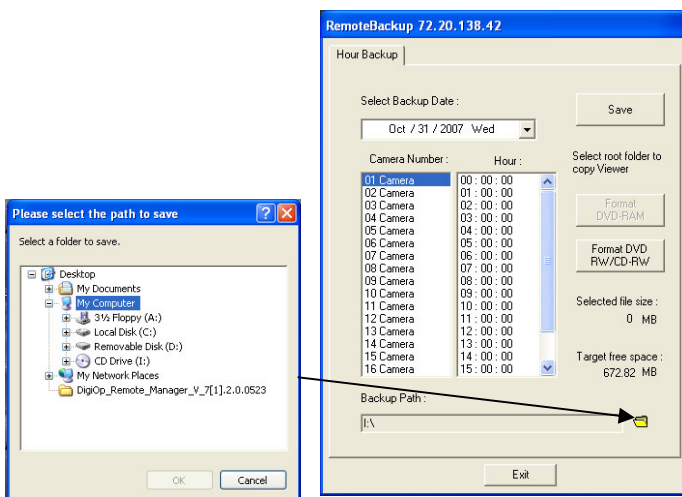 RemoteBackup 72.20.138.42
Hour Backup
Select Backup Date :
Oct / 31 / 2007 Wed
Save
Camera Number :
Hour :
Select root folder to
copy Viewer
01 Camera
02 Camera
03 Camera
04 Camera
05 Camera
06 Camera
07 Camera
08 Camera
09 Camera
10 Camera
11 Camera
12 Camera
13 Camera
14 Camera
15 Camera
16 Camera
00 : 00 : 00
01 : 00 : 00
02 : 00 : 00
03 : 00 : 00
04 : 00 : 00
05 : 00 : 00
06 : 00 : 00
07 : 00 : 00
08 : 00 : 00
09 : 00 : 00
10 : 00 : 00
11 : 00 : 00
12 : 00 : 00
13 : 00 : 00
14 : 00 : 00
15 : 00 : 00
Format
DVD-RAM
Format DVD
RW/CD-RW
Selected file size :
0 MB
Target free space :
672.82 MB
Backup Path :
I:\
Exit
Please select the path to save
Select a folder to save.
Desktop
My Documents
My Computer
3½ Floppy (A:)
Local Disk (C:)
Removable Disk (D:)
CD Drive (I:)
My Network Places
DigiOp_Remote_Manager_V_7[1].2.0.0523
OK
Cancel